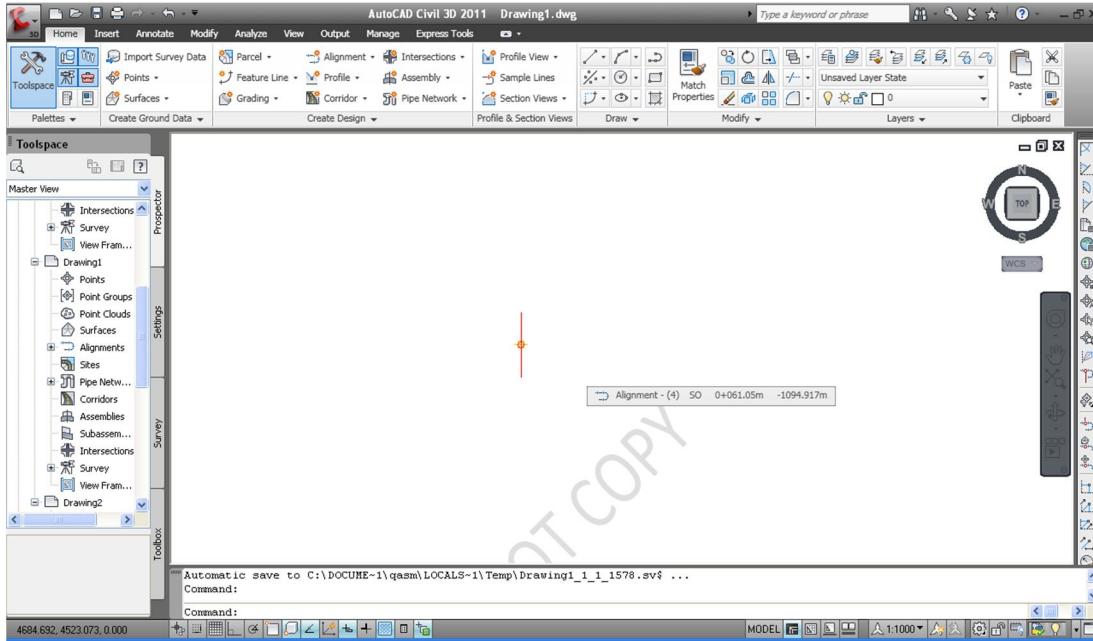 AutoCAD Civil 3D 2011 Drawing1.dwg
Type a keyword or phrase
3D Home Insert Annotate Modify Analyze View Output Manage Express Tools
Toolspace
Import Survey Data
Points
Surfaces
Parcel
Feature Line
Grading
Alignment
Profile
Corridor
Intersections
Assembly
Pipe Network
Profile View
Sample Lines
Section Views
Match Properties
Unsaved Layer State
0
Paste
Palettes
Create Ground Data
Create Design
Profile & Section Views
Draw
Modify
Layers
Clipboard
Toolspace
Master View
Intersections
Survey
View Fram...
Drawing1
Points
Point Groups
Point Clouds
Surfaces
Alignments
Sites
Pipe Netw...
Corridors
Assemblies
Subassem...
Intersections
Survey
View Fram...
Drawing2
Prospector
Settings
Survey
Toolbox
N
W TOP E
S
WCS
Alignment - (4) SO 0+061.05m -1094.917m
OT COPY
Automatic save to C:\DOCUME~1\qasm\LOCALS~1\Temp\Drawing1_1_1_1578.sv$ ...
Command:
Command:
4684.692, 4523.073, 0.000
MODEL
1:1000